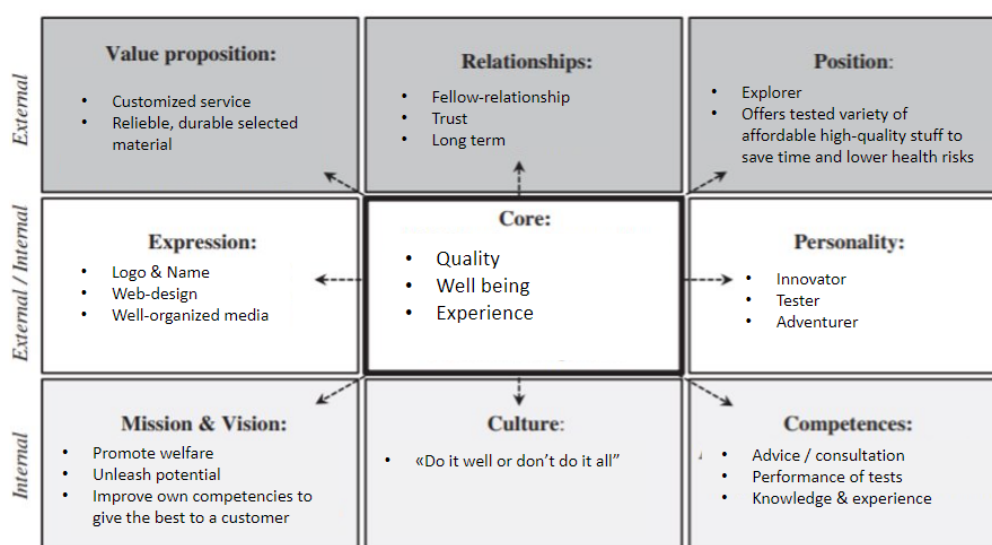 External
Value proposition:
• Customized service
• Relieble, durable selected
material
Relationships:
• Fellow-relationship
• Trust
• Long term
Position:
• Explorer
• Offers tested variety of
affordable high-quality stuff to
save time and lower health risks
External / Internal
Expression:
• Logo & Name
• Web-design
• Well-organized media
Core:
• Quality
• Well being
• Experience
Personality:
• Innovator
• Tester
• Adventurer
Internal
Mission & Vision:
• Promote welfare
• Unleash potential
• Improve own competencies to
give the best to a customer
Culture:
• «Do it well or don’t do it all”
Competences:
• Advice / consultation
• Performance of tests
• Knowledge & experience